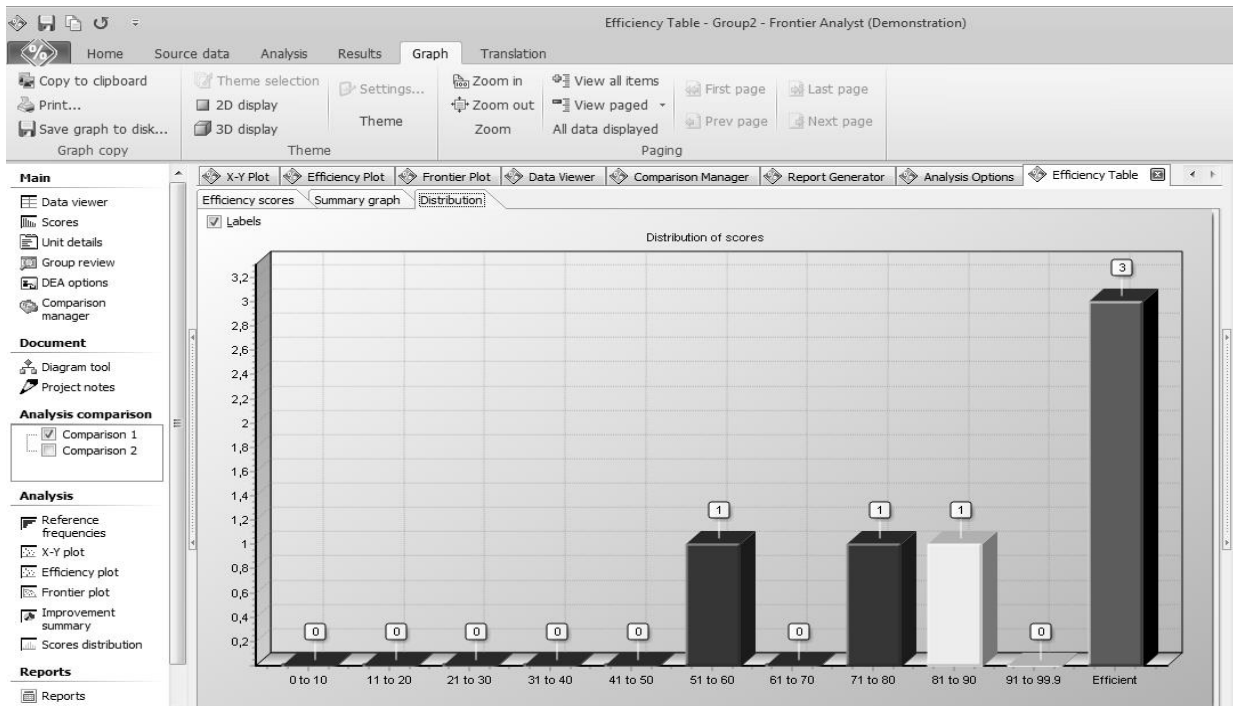 Efficiency Table - Group2 - Frontier Analyst (Demonstration)
%
Home Source data Analysis Results Graph Translation
Copy to clipboard
Print...
Save graph to disk...
Graph copy
Theme selection
2D display
3D display
Settings...
Theme
Theme
Zoom in
Zoom out
Zoom
View all items
View paged
All data displayed
First page
Prev page
Last page
Next page
Paging
Main
Data viewer
Scores
Unit details
Group review
DEA options
Comparison
manager
Document
Diagram tool
Project notes
Analysis comparison
Comparison 1
Comparison 2
Analysis
Reference
frequencies
X-Y plot
Efficiency plot
Frontier plot
Improvement
summary
Scores distribution
Reports
Reports
X-Y Plot Efficiency Plot Frontier Plot Data Viewer Comparison Manager Report Generator Analysis Options Efficiency Table
Efficiency scores Summary graph Distribution
Labels
Distribution of scores
3,2
3
2,8
2,6
2,4
2,2
2
1,8
1,6
1,4
1,2
1
0,8
0,6
0,4
0,2
0 0 0 0 0 1 0 1 1 0 3
0 to 10 11 to 20 21 to 30 31 to 40 41 to 50 51 to 60 61 to 70 71 to 80 81 to 90 91 to 99.9 Efficient